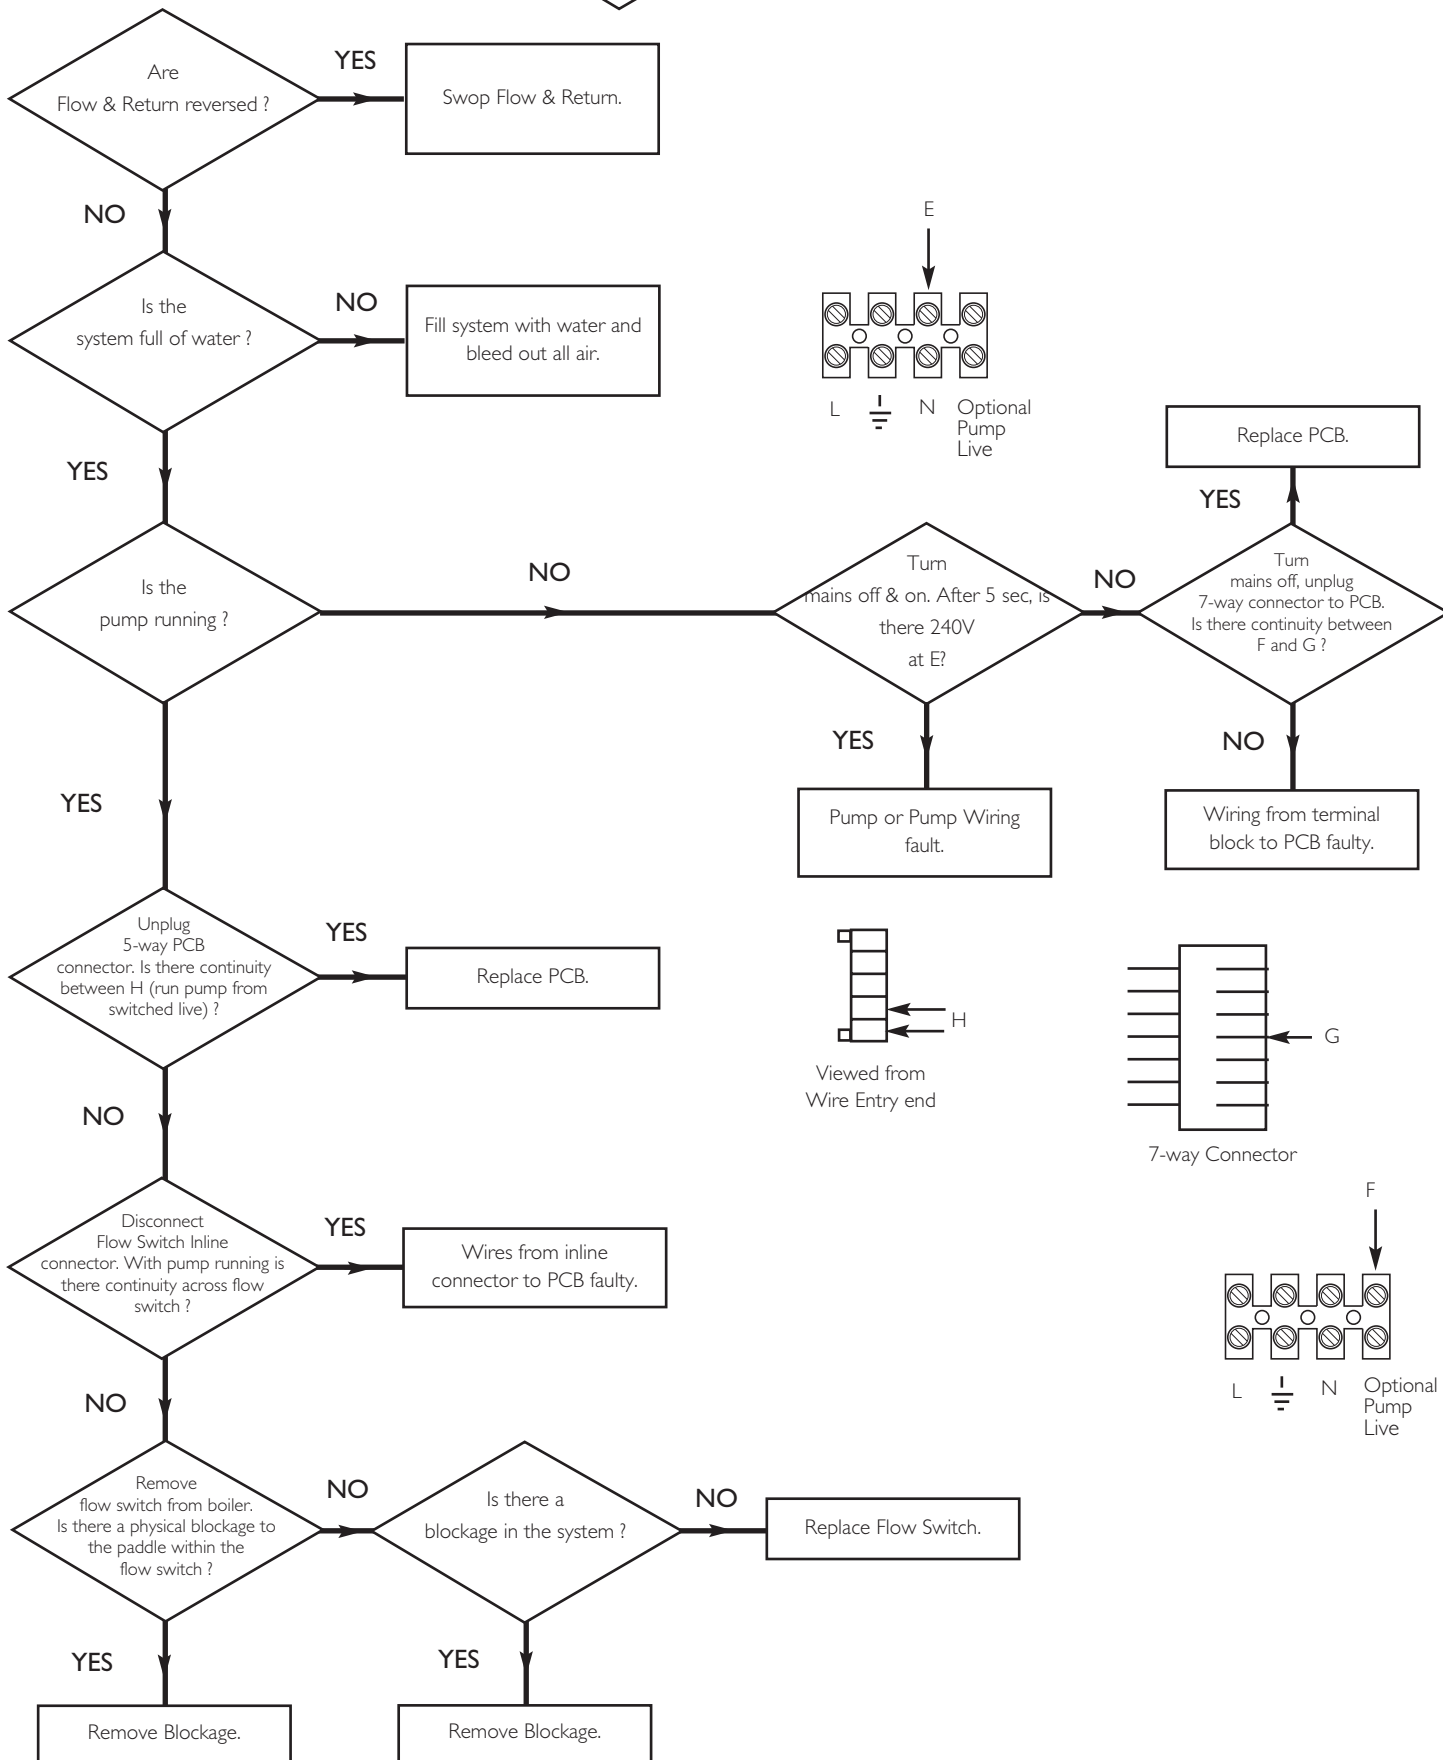 Are
Flow & Return reversed ?
YES
Swop Flow & Return.
NO
Is the
system full of water ?
NO
Fill system with water and
bleed out all air.
YES
E
L
N
Optional
Pump
Live
Is the
pump running ?
NO
Turn
mains off & on. After 5 sec, is
there 240V
at E?
NO
Turn
mains off, unplug
7-way connector to PCB.
Is there continuity between
F and G ?
YES
Replace PCB.
YES
Pump or Pump Wiring
fault.
NO
Wiring from terminal
block to PCB faulty.
YES
Unplug
5-way PCB
connector. Is there continuity
between H (run pump from
switched live) ?
YES
Replace PCB.
H
Viewed from
Wire Entry end
G
7-way Connector
NO
Disconnect
Flow Switch Inline
connector. With pump running is
there continuity across flow
switch ?
YES
Wires from inline
connector to PCB faulty.
F
L
N
Optional
Pump
Live
NO
Remove
flow switch from boiler.
Is there a physical blockage to
the paddle within the
flow switch ?
NO
Is there a
blockage in the system ?
NO
Replace Flow Switch.
YES
Remove Blockage.
YES
Remove Blockage.